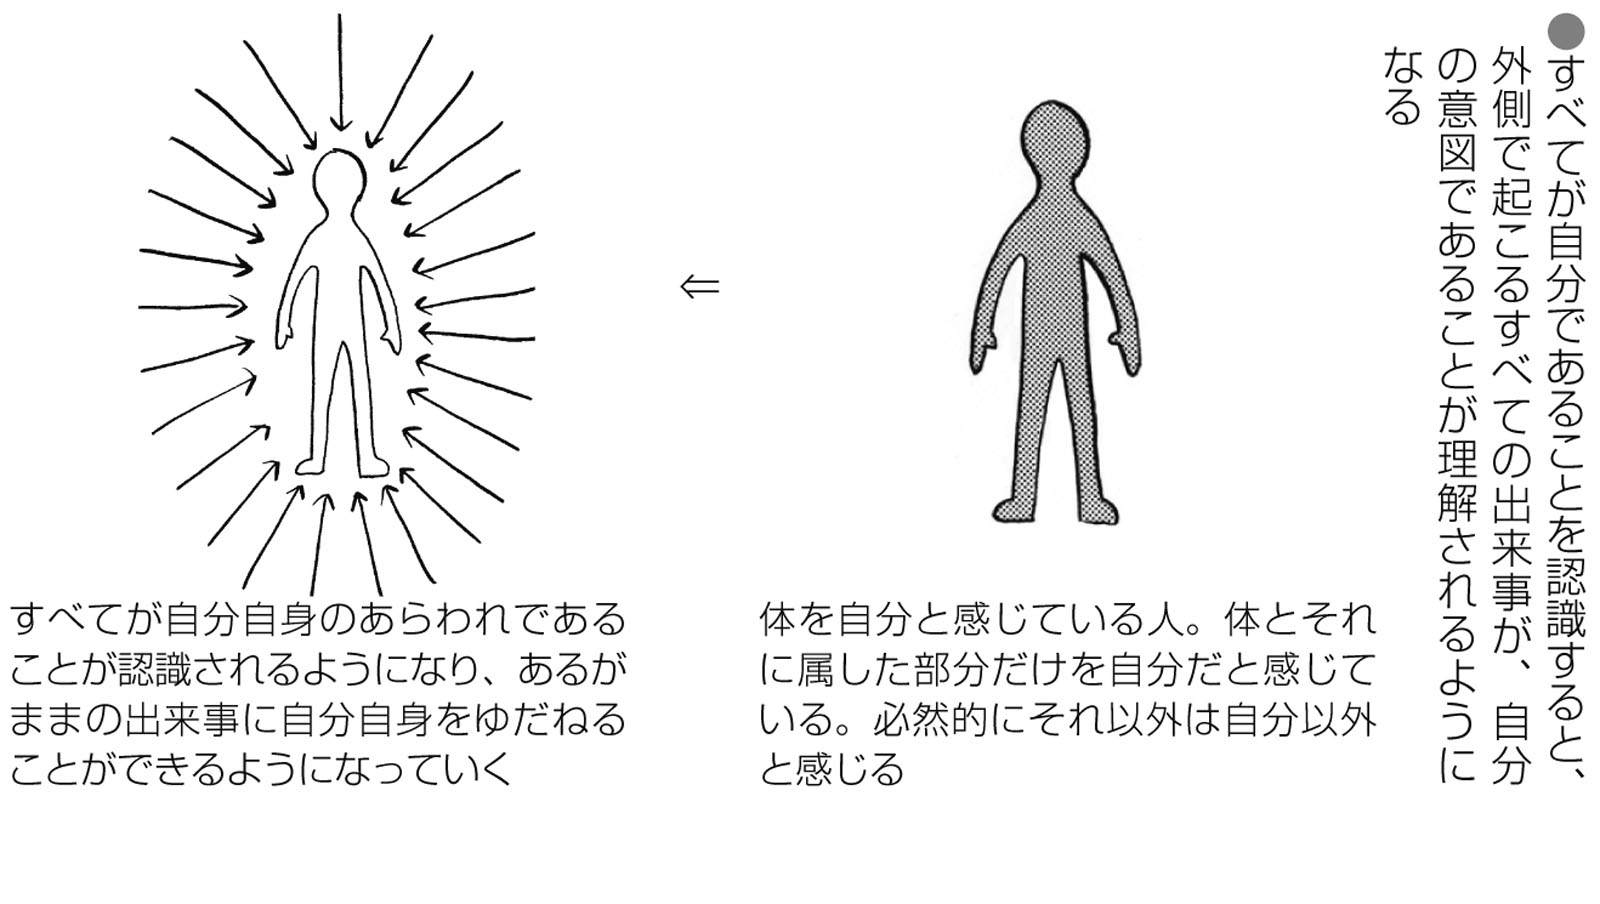 ●すべてが自分であることを認識すると、
外側で起こるすべての出来事が、自分
の意図であることが理解されるように
なる
体を自分と感じている人。体とそれ
に属した部分だけを自分だと感じて
いる。必然的にそれ以外は自分以外
と感じる
⇐
すべてが自分自身のあらわれである
ことが認識されるようになり、あるが
ままの出来事に自分自身をゆだねる
ことができるようになっていく